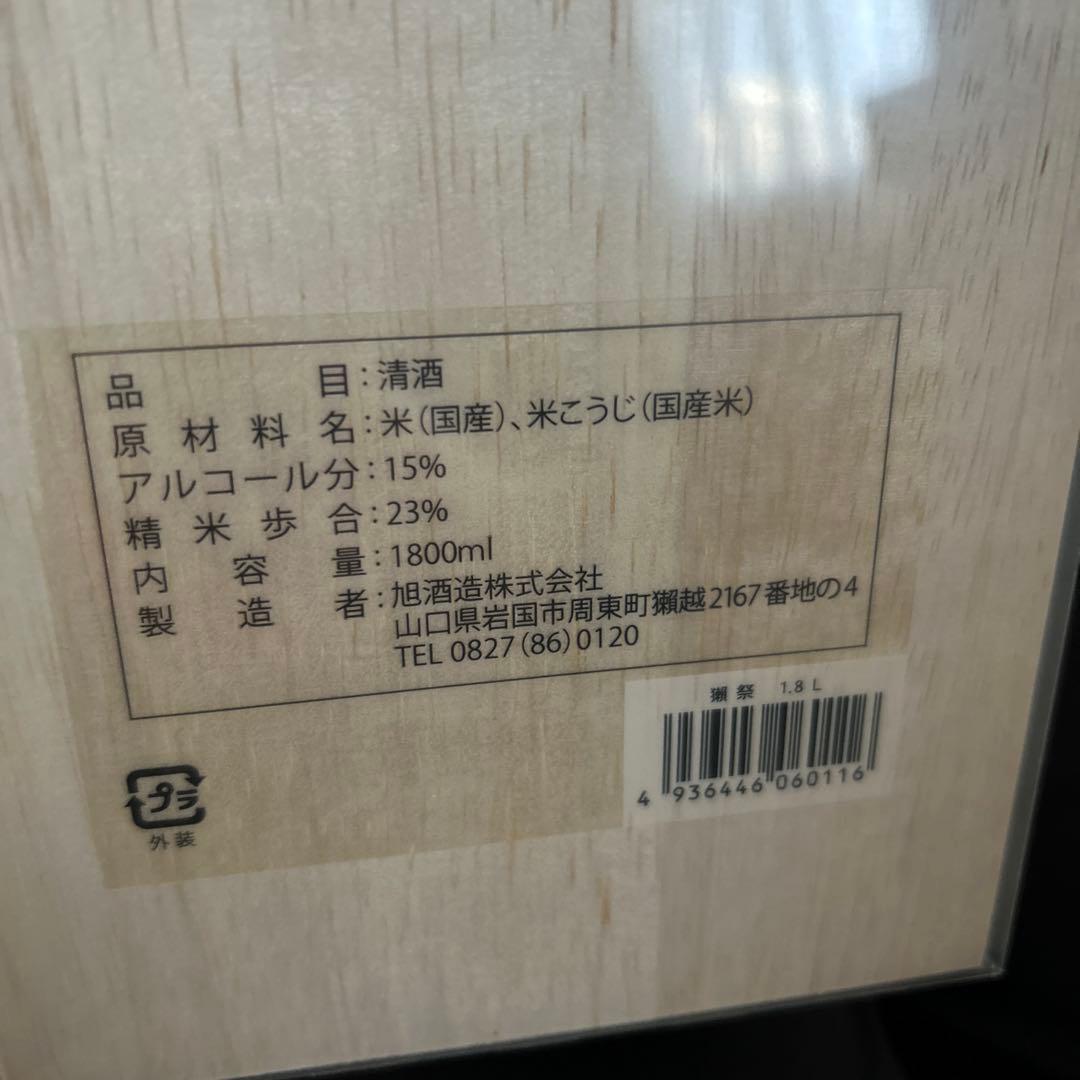 品目：清酒
原材料名：米（国産）、米こうじ（国産米）
アルコール分：15%
精米歩合：23%
内容量：1800ml
製造者：旭酒造株式会社
山口県岩国市周東町獺越2167番地の4
TEL 0827（86）0120
獺祭 1.8L
4 936446 060116
プラ
外装